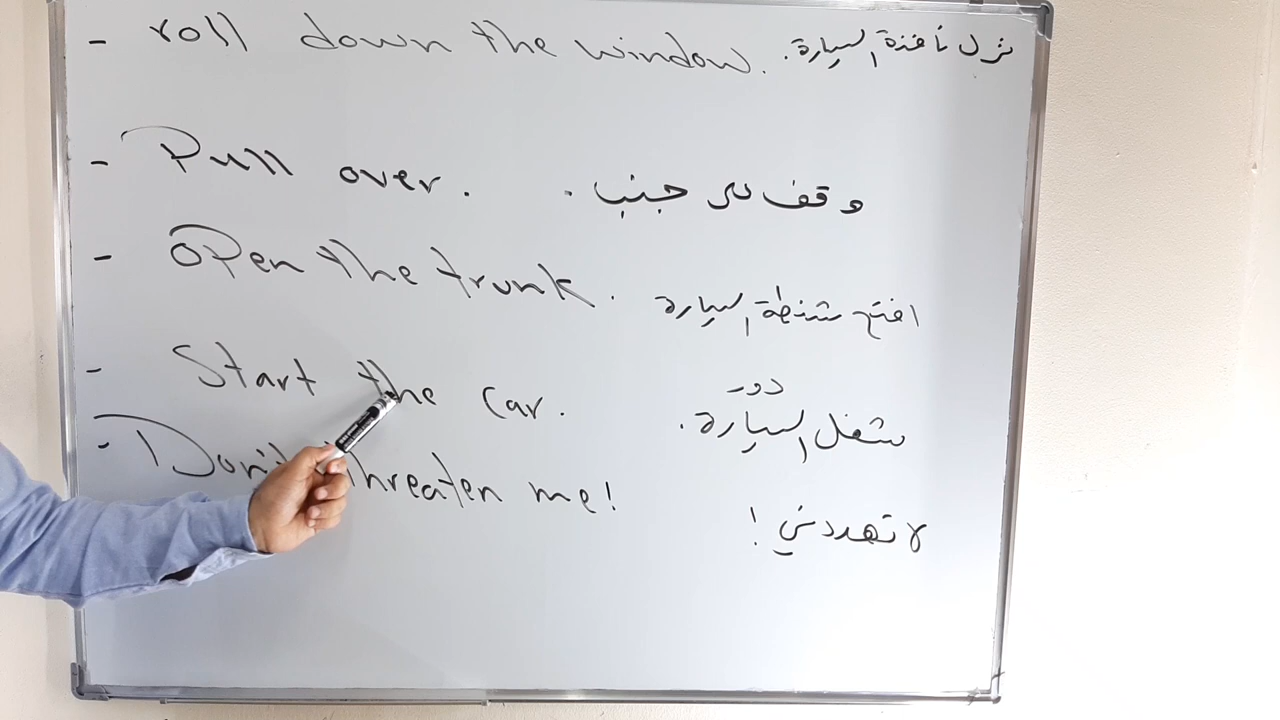 - roll down the window. نزل نافذة السيارة.
- Pull over. وقف على جنب.
- Open the trunk. افتح شنطة السيارة
دور
- Start the car. شغل السيارة.
- Don't threaten me! لا تهددني!